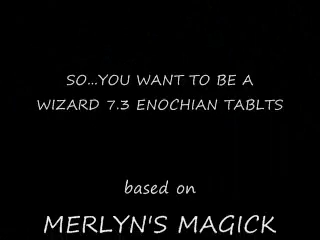 SO...YOU WANT TO BE A
WIZARD 7.3 ENOCHIAN TABLTS
based on
MERLYN'S MAGICK